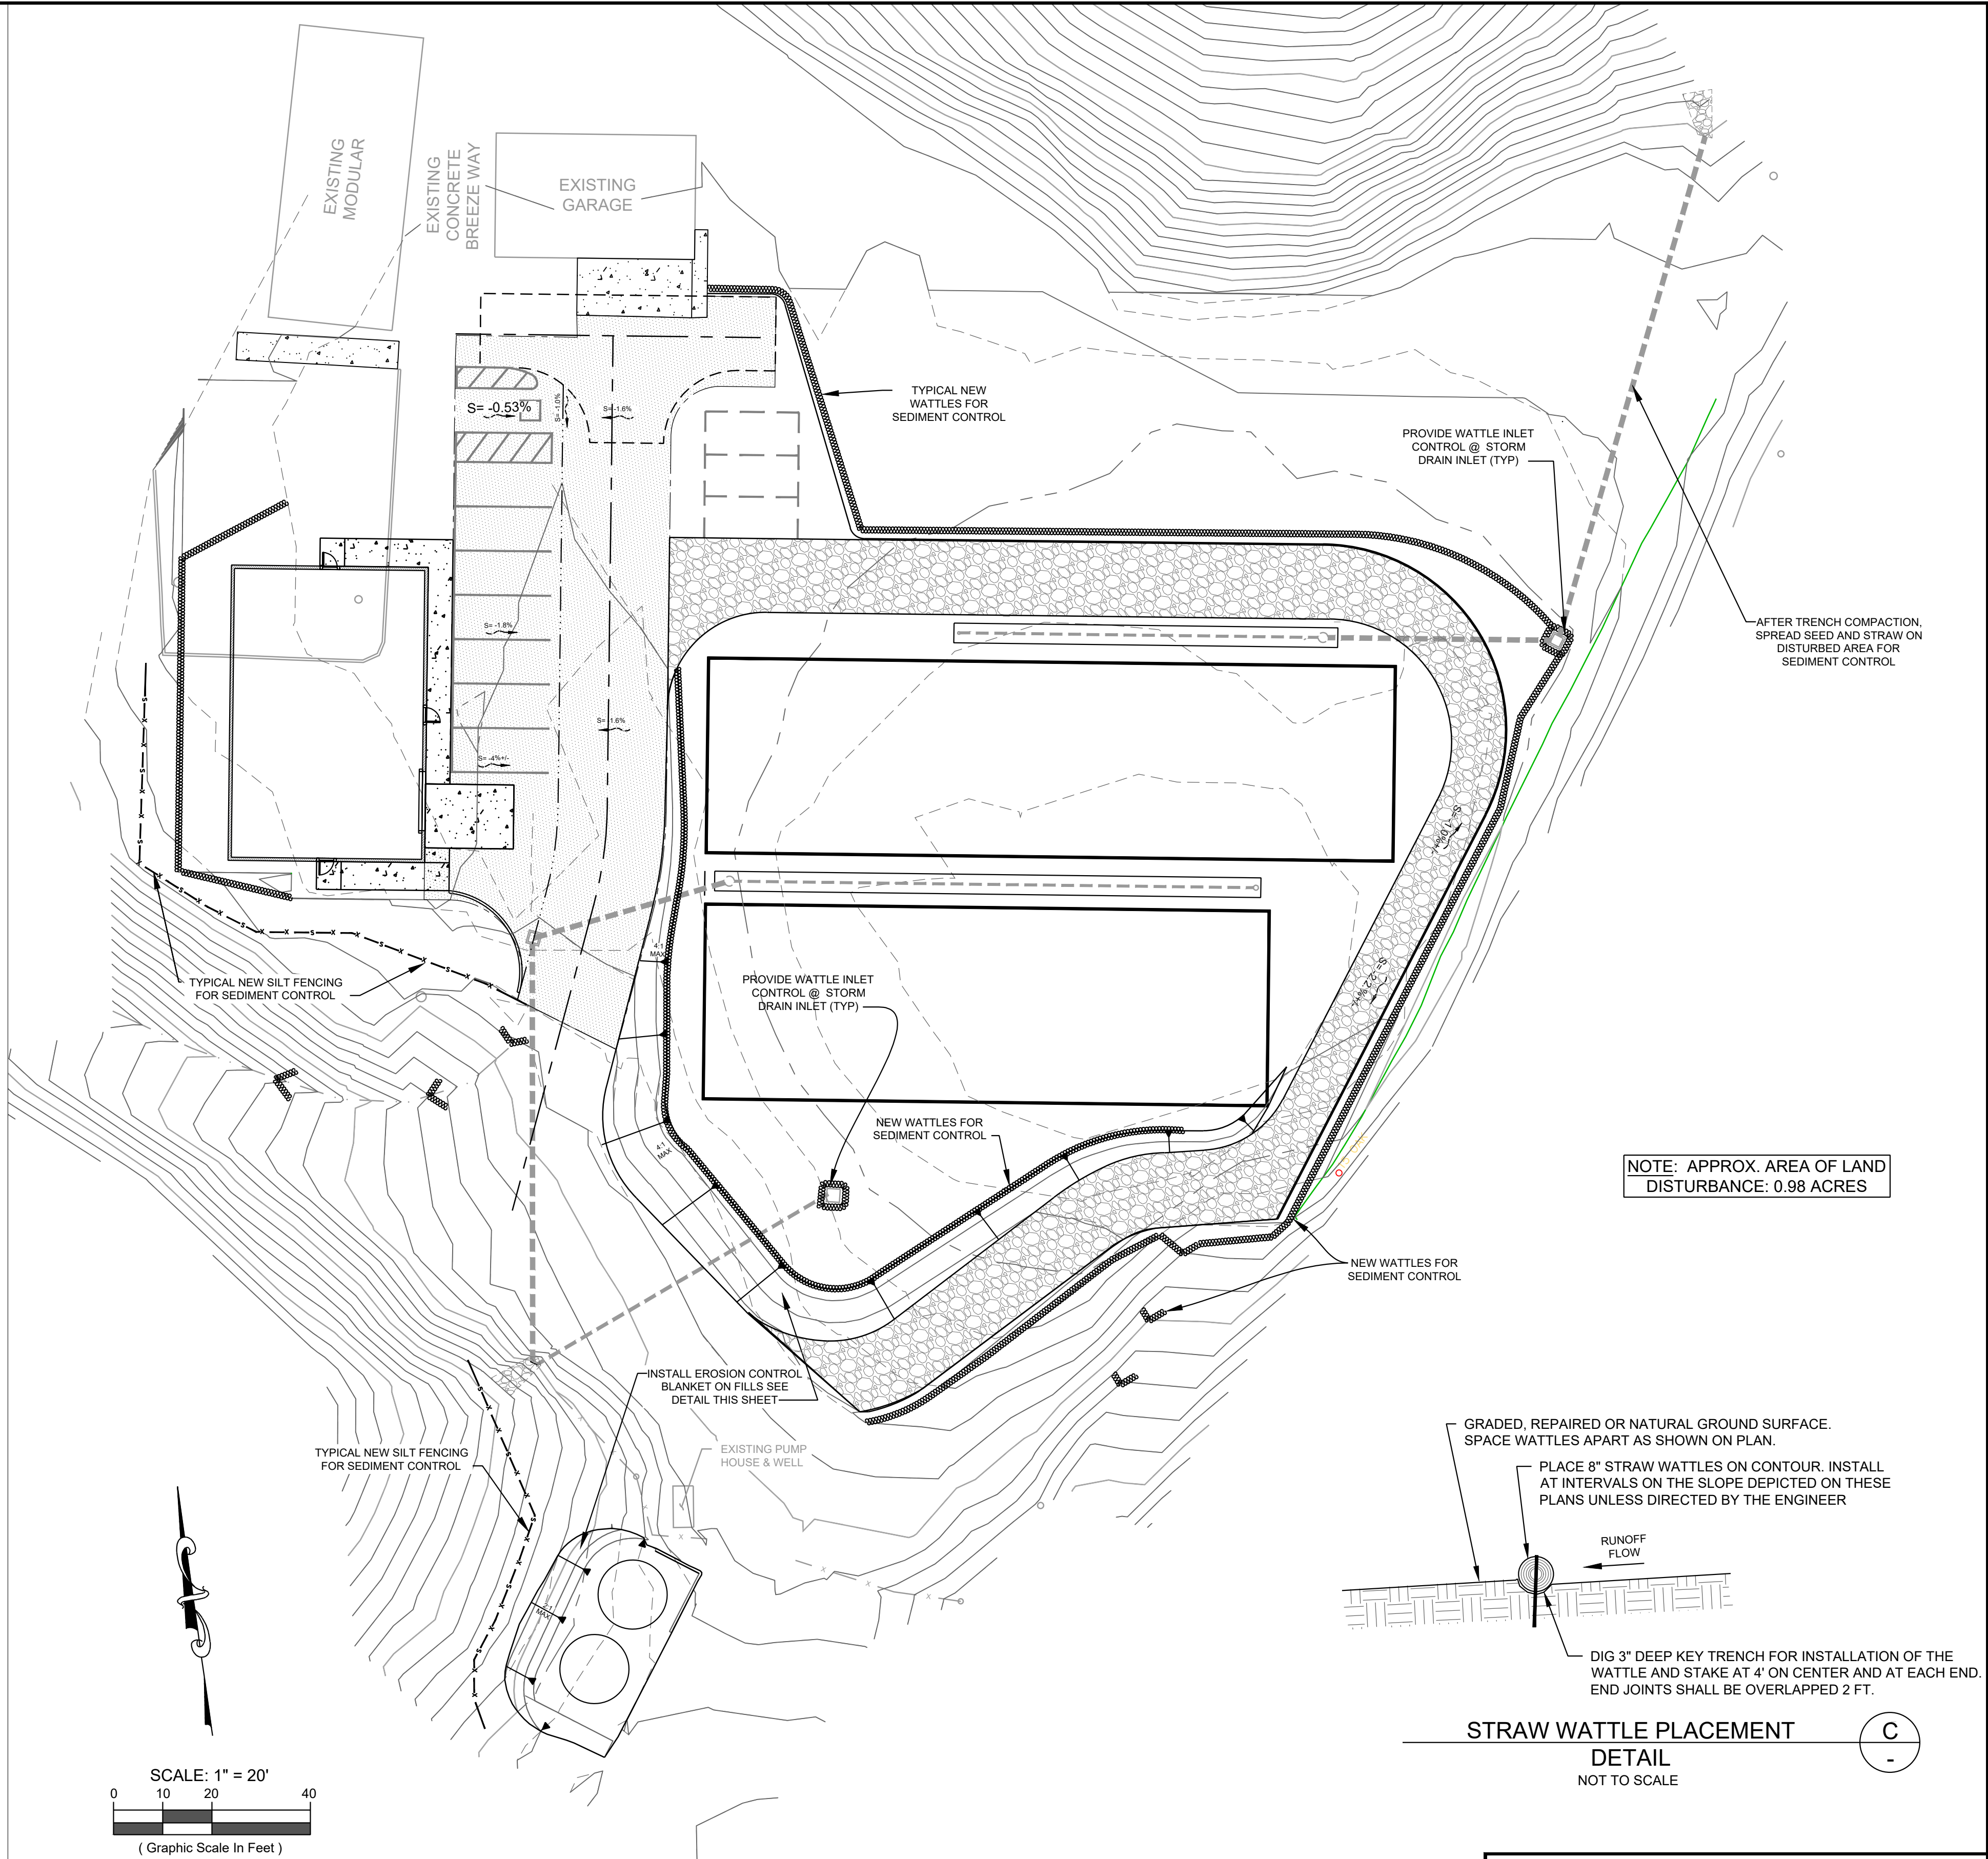 EXISTING
MODULAR
EXISTING
CONCRETE
BREEZE WAY
EXISTING
GARAGE
TYPICAL NEW
WATTLES FOR
SEDIMENT CONTROL
S= -0.53%
S= -1.0%
S= -1.6%
PROVIDE WATTLE INLET
CONTROL @ STORM
DRAIN INLET (TYP)
AFTER TRENCH COMPACTION,
SPREAD SEED AND STRAW ON
DISTURBED AREA FOR
SEDIMENT CONTROL
S= -1.8%
S= -1.6%
S= -4%+/-
S= -1.0%+/-
S= -2.2%+/-
4:1
MAX
TYPICAL NEW SILT FENCING
FOR SEDIMENT CONTROL
PROVIDE WATTLE INLET
CONTROL @ STORM
DRAIN INLET (TYP)
NEW WATTLES FOR
SEDIMENT CONTROL
4:1
MAX
NOTE: APPROX. AREA OF LAND
DISTURBANCE: 0.98 ACRES
NEW WATTLES FOR
SEDIMENT CONTROL
INSTALL EROSION CONTROL
BLANKET ON FILLS SEE
DETAIL THIS SHEET
TYPICAL NEW SILT FENCING
FOR SEDIMENT CONTROL
EXISTING PUMP
HOUSE & WELL
2:1
MAX
GRADED, REPAIRED OR NATURAL GROUND SURFACE.
SPACE WATTLES APART AS SHOWN ON PLAN.
PLACE 8" STRAW WATTLES ON CONTOUR. INSTALL
AT INTERVALS ON THE SLOPE DEPICTED ON THESE
PLANS UNLESS DIRECTED BY THE ENGINEER
RUNOFF
FLOW
DIG 3" DEEP KEY TRENCH FOR INSTALLATION OF THE
WATTLE AND STAKE AT 4' ON CENTER AND AT EACH END.
END JOINTS SHALL BE OVERLAPPED 2 FT.
STRAW WATTLE PLACEMENT
DETAIL
NOT TO SCALE
C
-
SCALE: 1" = 20'
0 10 20 40
( Graphic Scale In Feet )